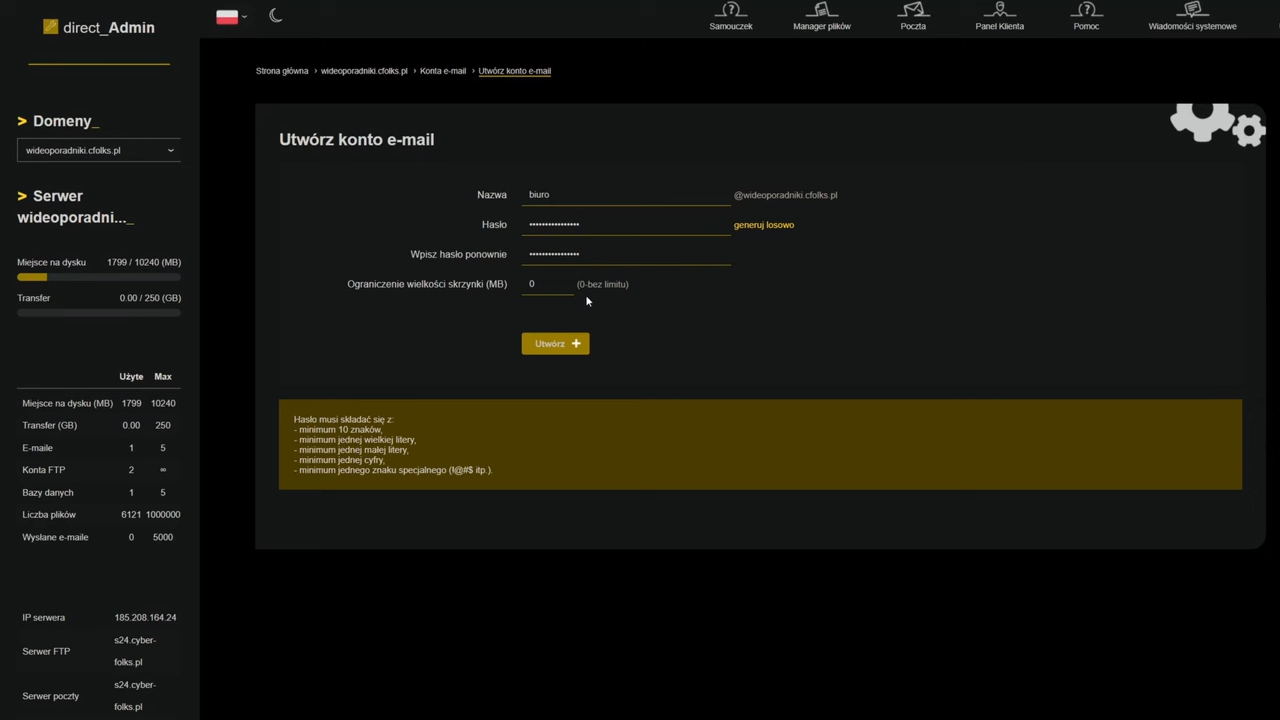 direct_Admin
Samouczek
Manager plików
Poczta
Panel Klienta
Pomoc
Wiadomości systemowe
Strona główna › wideoporadniki.cfolks.pl › Konta e-mail › Utwórz konto e-mail
> Domeny_
wideoporadniki.cfolks.pl
> Serwer
wideoporadni..._
Miejsce na dysku 1799 / 10240 (MB)
Transfer 0.00 / 250 (GB)
Użyte Max
Miejsce na dysku (MB) 1799 10240
Transfer (GB) 0.00 250
E-maile 1 5
Konta FTP 2 ∞
Bazy danych 1 5
Liczba plików 6121 1000000
Wysłane e-maile 0 5000
IP serwera 185.208.164.24
Serwer FTP s24.cyber-
folks.pl
Serwer poczty s24.cyber-
folks.pl
Utwórz konto e-mail
Nazwa biuro @wideoporadniki.cfolks.pl
Hasło •••••••••••••••• generuj losowo
Wpisz hasło ponownie ••••••••••••••••
Ograniczenie wielkości skrzynki (MB) 0 (0-bez limitu)
Utwórz +
Hasło musi składać się z:
- minimum 10 znaków,
- minimum jednej wielkiej litery,
- minimum jednej małej litery,
- minimum jednej cyfry,
- minimum jednego znaku specjalnego (!@#$ itp.).